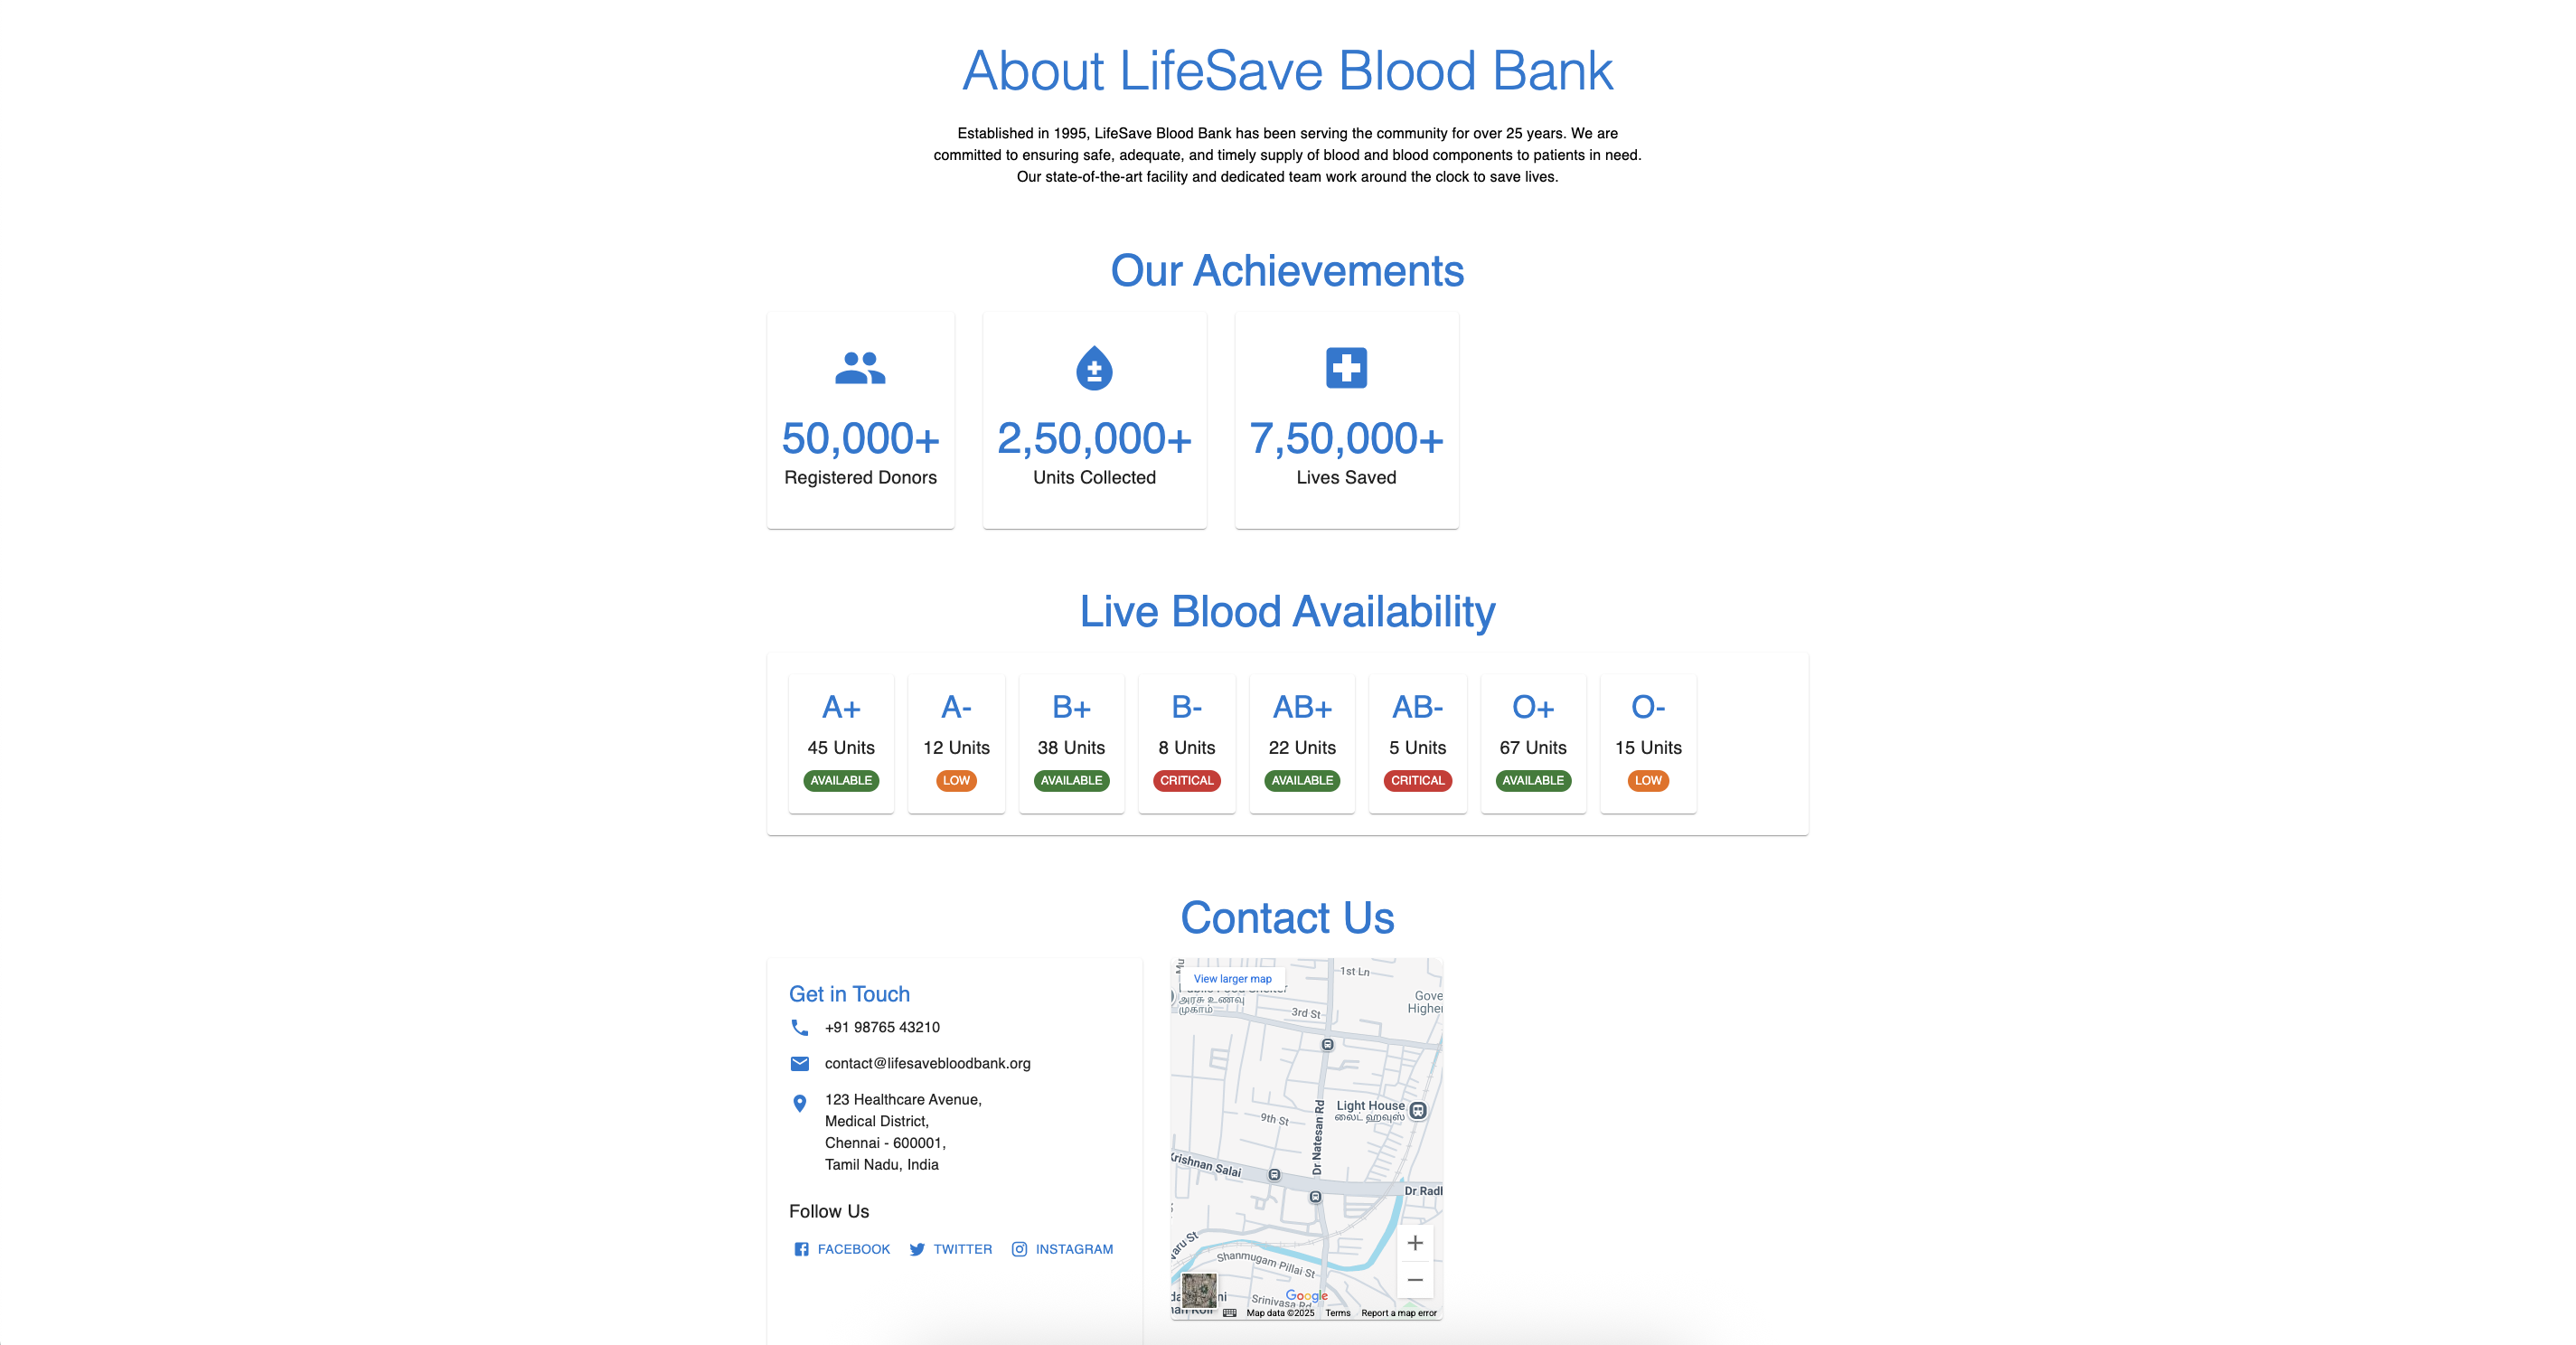 About LifeSave Blood Bank
Established in 1995, LifeSave Blood Bank has been serving the community for over 25 years. We are
committed to ensuring safe, adequate, and timely supply of blood and blood components to patients in need.
Our state-of-the-art facility and dedicated team work around the clock to save lives.
Our Achievements
50,000+
Registered Donors
2,50,000+
Units Collected
7,50,000+
Lives Saved
Live Blood Availability
A+
45 Units
AVAILABLE
A-
12 Units
LOW
B+
38 Units
AVAILABLE
B-
8 Units
CRITICAL
AB+
22 Units
AVAILABLE
AB-
5 Units
CRITICAL
O+
67 Units
AVAILABLE
O-
15 Units
LOW
Contact Us
Get in Touch
+91 98765 43210
contact@lifesavebloodbank.org
123 Healthcare Avenue,
Medical District,
Chennai - 600001,
Tamil Nadu, India
Follow Us
FACEBOOK
TWITTER
INSTAGRAM
View larger map
அரசு உணவு
முகாம்
1st Ln
3rd St
Gove
Higher
9th St
Dr Natesan Rd
Light House
லைட் ஹவுஸ்
Krishnan Salai
Dr Radl
varu St
Shanmugam Pillai St
Srinivasa Rd
Google
Map data ©2025
Terms
Report a map error